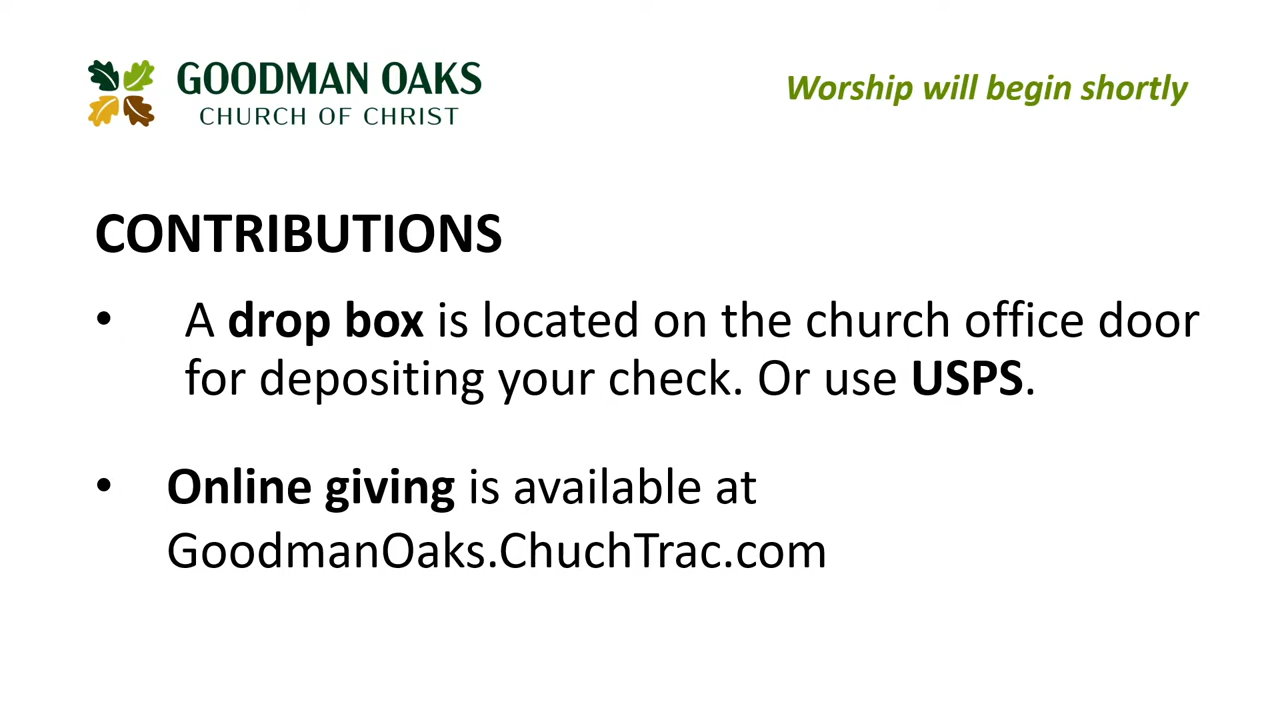 GOODMAN OAKS
CHURCH OF CHRIST
Worship will begin shortly
CONTRIBUTIONS
• A drop box is located on the church office door
for depositing your check. Or use USPS.
• Online giving is available at
GoodmanOaks.ChuchTrac.com